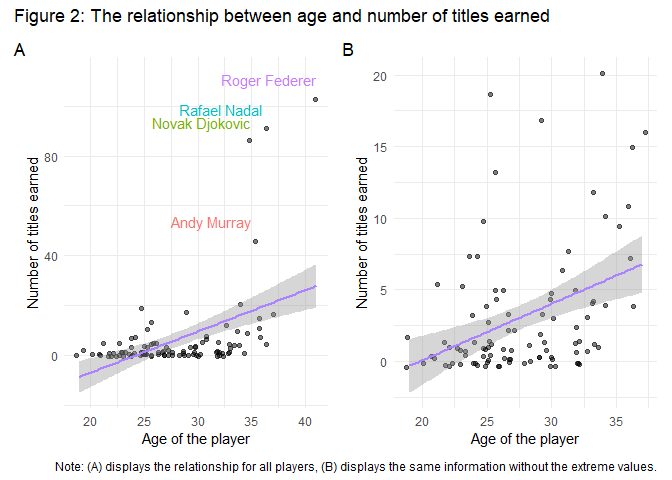 Figure 2: The relationship between age and number of titles earned
A
Roger Federer
Rafael Nadal
Novak Djokovic
Andy Murray
80
40
0
Number of titles earned
20
25
30
35
40
Age of the player
B
20
15
10
5
0
Number of titles earned
20
25
30
35
Age of the player
Note: (A) displays the relationship for all players, (B) displays the same information without the extreme values.